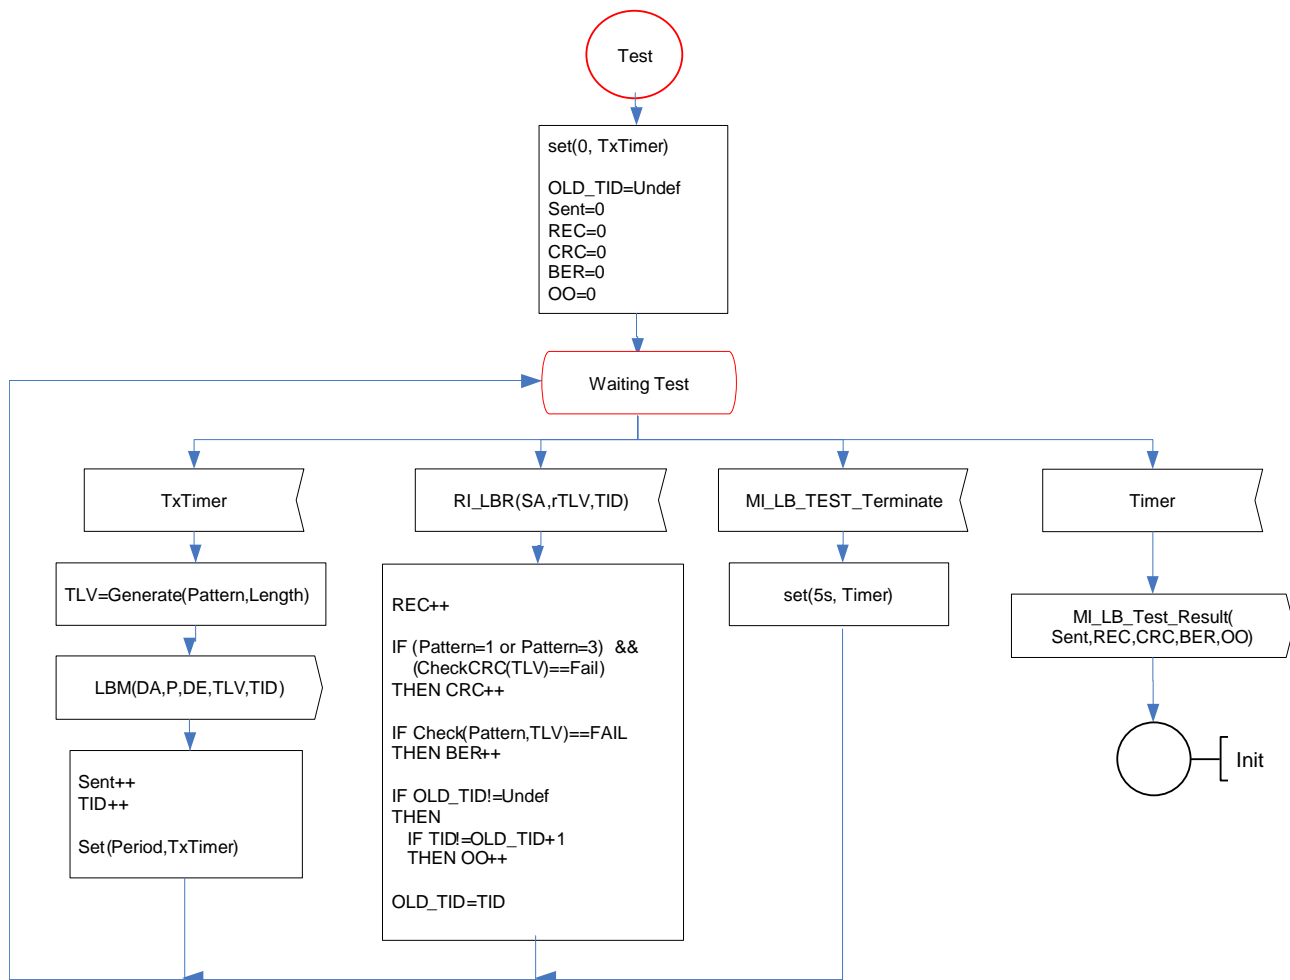 Test
set(0, TxTimer)
OLD_TID=Undef
Sent=0
REC=0
CRC=0
BER=0
OO=0
Waiting Test
TxTimer
TLV=Generate(Pattern,Length)
LBM(DA,P,DE,TLV,TID)
Sent++
TID++
Set(Period,TxTimer)
RI_LBR(SA,rTLV,TID)
REC++
IF (Pattern=1 or Pattern=3) &&
(CheckCRC(TLV)==Fail)
THEN CRC++
IF Check(Pattern,TLV)==FAIL
THEN BER++
IF OLD_TID!=Undef
THEN
IF TID!=OLD_TID+1
THEN OO++
OLD_TID=TID
MI_LB_TEST_Terminate
set(5s, Timer)
Timer
MI_LB_Test_Result(
Sent,REC,CRC,BER,OO)
Init